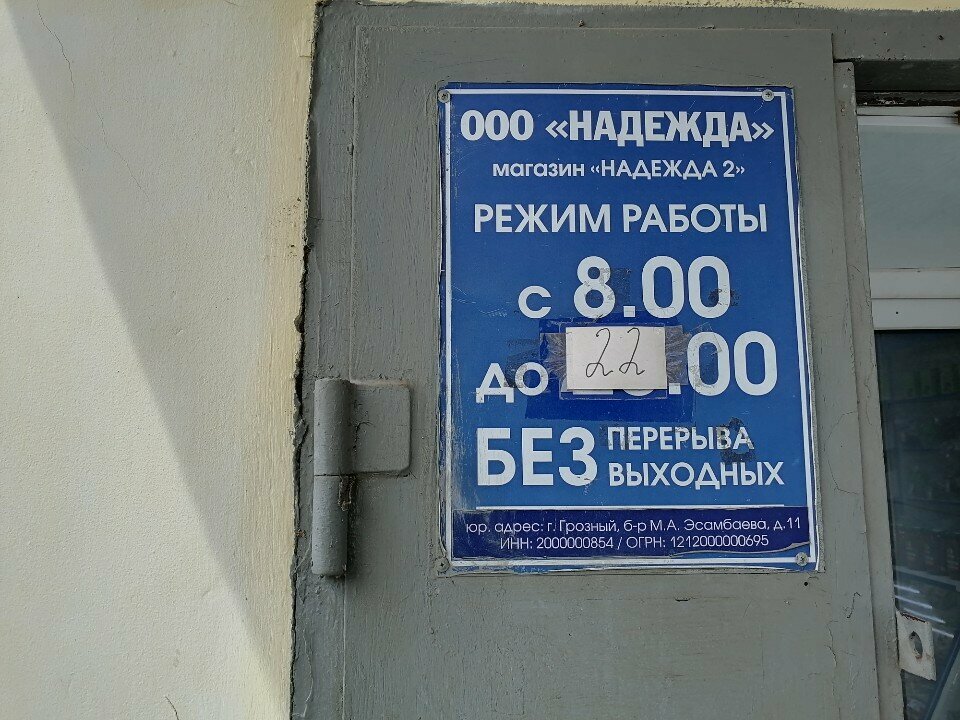 ООО «НАДЕЖДА»
магазин «НАДЕЖДА 2»
РЕЖИМ РАБОТЫ
с 8.00
до 22.00
БЕЗ ПЕРЕРЫВА
ВЫХОДНЫХ
юр. адрес: г. Грозный, б-р М.А. Эсамбаева, д.11
ИНН: 2000000854 / ОГРН: 1212000000695